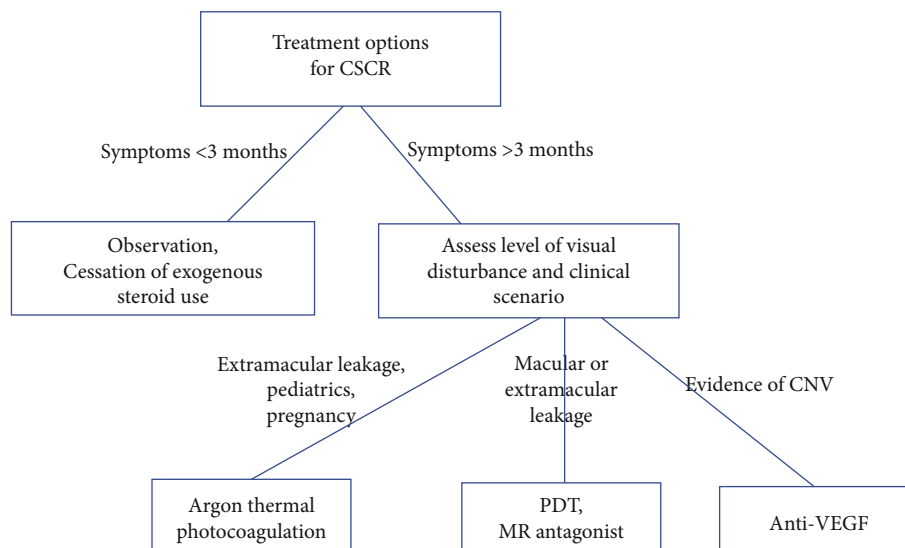 Treatment options
for CSCR
Symptoms <3 months
Symptoms >3 months
Observation,
Cessation of exogenous
steroid use
Assess level of visual
disturbance and clinical
scenario
Extramacular leakage,
pediatrics,
pregnancy
Macular or
extramacular
leakage
Evidence of CNV
Argon thermal
photocoagulation
PDT,
MR antagonist
Anti-VEGF